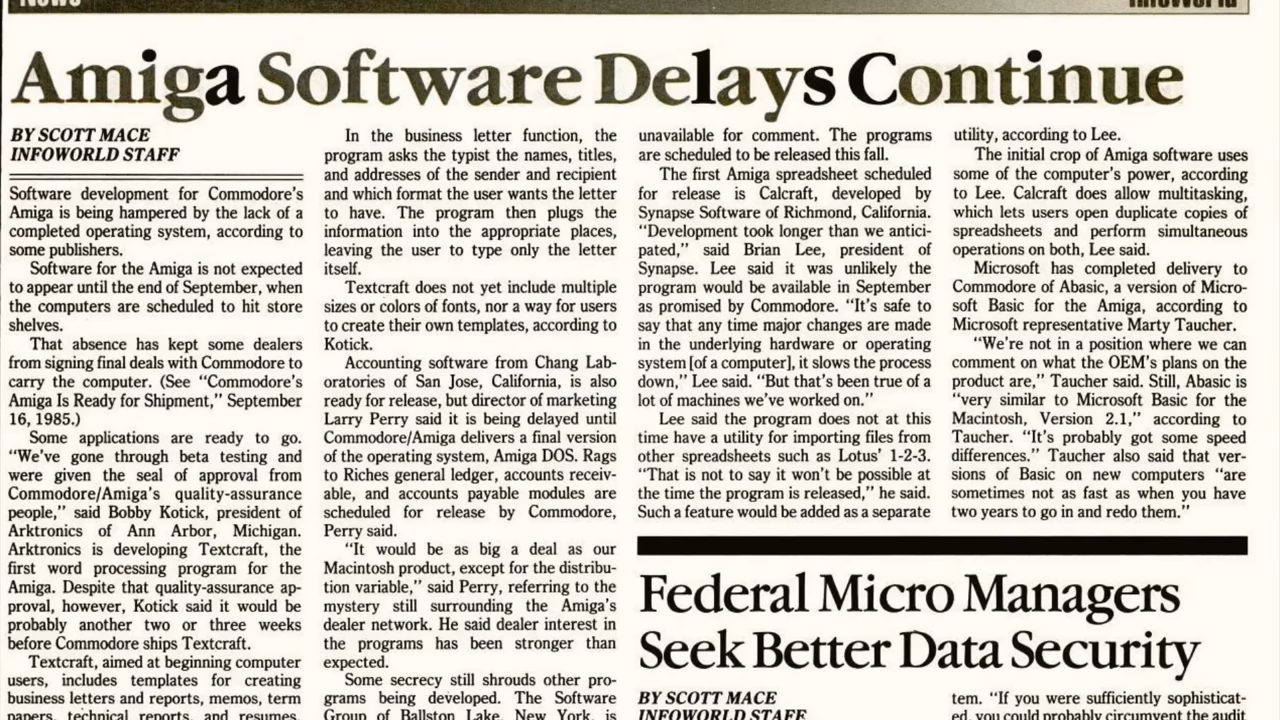 News
InfoWorld
Amiga Software Delays Continue
BY SCOTT MACE
INFOWORLD STAFF
Software development for Commodore's
Amiga is being hampered by the lack of a
completed operating system, according to
some publishers.
Software for the Amiga is not expected
to appear until the end of September, when
the computers are scheduled to hit store
shelves.
That absence has kept some dealers
from signing final deals with Commodore to
carry the computer. (See "Commodore's
Amiga Is Ready for Shipment," September
16, 1985.)
Some applications are ready to go.
"We've gone through beta testing and
were given the seal of approval from
Commodore/Amiga's quality-assurance
people," said Bobby Kotick, president of
Arktronics of Ann Arbor, Michigan.
Arktronics is developing Textcraft, the
first word processing program for the
Amiga. Despite that quality-assurance ap-
proval, however, Kotick said it would be
probably another two or three weeks
before Commodore ships Textcraft.
Textcraft, aimed at beginning computer
users, includes templates for creating
business letters and reports, memos, term
papers, technical reports, and resumes.
In the business letter function, the
program asks the typist the names, titles,
and addresses of the sender and recipient
and which format the user wants the letter
to have. The program then plugs the
information into the appropriate places,
leaving the user to type only the letter
itself.
Textcraft does not yet include multiple
sizes or colors of fonts, nor a way for users
to create their own templates, according to
Kotick.
Accounting software from Chang Lab-
oratories of San Jose, California, is also
ready for release, but director of marketing
Larry Perry said it is being delayed until
Commodore/Amiga delivers a final version
of the operating system, Amiga DOS. Rags
to Riches general ledger, accounts receiv-
able, and accounts payable modules are
scheduled for release by Commodore,
Perry said.
"It would be as big a deal as our
Macintosh product, except for the distribu-
tion variable," said Perry, referring to the
mystery still surrounding the Amiga's
dealer network. He said dealer interest in
the programs has been stronger than
expected.
Some secrecy still shrouds other pro-
grams being developed. The Software
Group of Ballston Lake, New York, is
unavailable for comment. The programs
are scheduled to be released this fall.
The first Amiga spreadsheet scheduled
for release is Calcraft, developed by
Synapse Software of Richmond, California.
"Development took longer than we antici-
pated," said Brian Lee, president of
Synapse. Lee said it was unlikely the
program would be available in September
as promised by Commodore. "It's safe to
say that any time major changes are made
in the underlying hardware or operating
system [of a computer], it slows the process
down," Lee said. "But that's been true of a
lot of machines we've worked on."
Lee said the program does not at this
time have a utility for importing files from
other spreadsheets such as Lotus' 1-2-3.
"That is not to say it won't be possible at
the time the program is released," he said.
Such a feature would be added as a separate
utility, according to Lee.
The initial crop of Amiga software uses
some of the computer's power, according
to Lee. Calcraft does allow multitasking,
which lets users open duplicate copies of
spreadsheets and perform simultaneous
operations on both, Lee said.
Microsoft has completed delivery to
Commodore of Abasic, a version of Micro-
soft Basic for the Amiga, according to
Microsoft representative Marty Taucher.
"We're not in a position where we can
comment on what the OEM's plans on the
product are," Taucher said. Still, Abasic is
"very similar to Microsoft Basic for the
Macintosh, Version 2.1," according to
Taucher. "It's probably got some speed
differences." Taucher also said that ver-
sions of Basic on new computers "are
sometimes not as fast as when you have
two years to go in and redo them."
Federal Micro Managers
Seek Better Data Security
BY SCOTT MACE
INFOWORLD STAFF
tem. "If you were sufficiently sophisticat-
ed, you could probably circumvent the audit